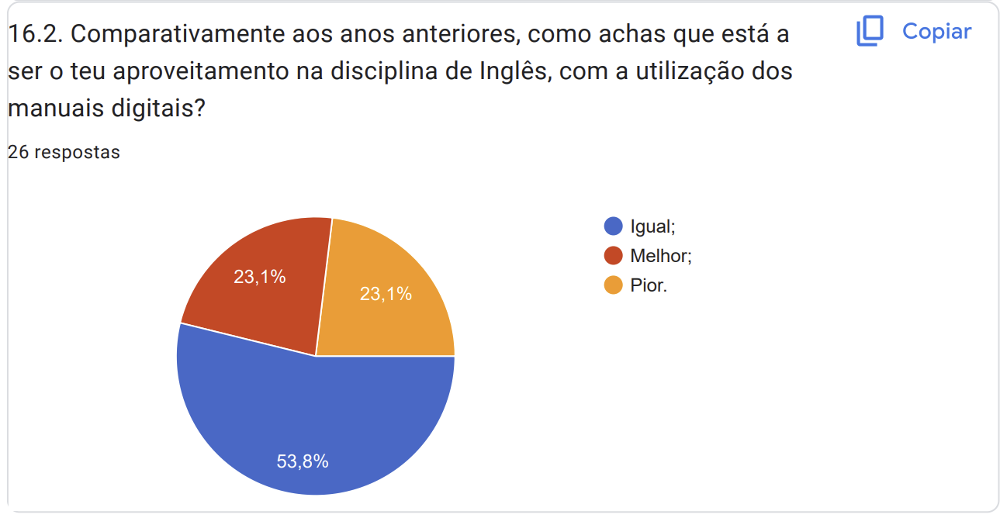 16.2. Comparativamente aos anos anteriores, como achas que está a
ser o teu aproveitamento na disciplina de Inglês, com a utilização dos
manuais digitais?
Copiar
26 respostas
Igual;
Melhor;
Pior.
23,1%
23,1%
53,8%